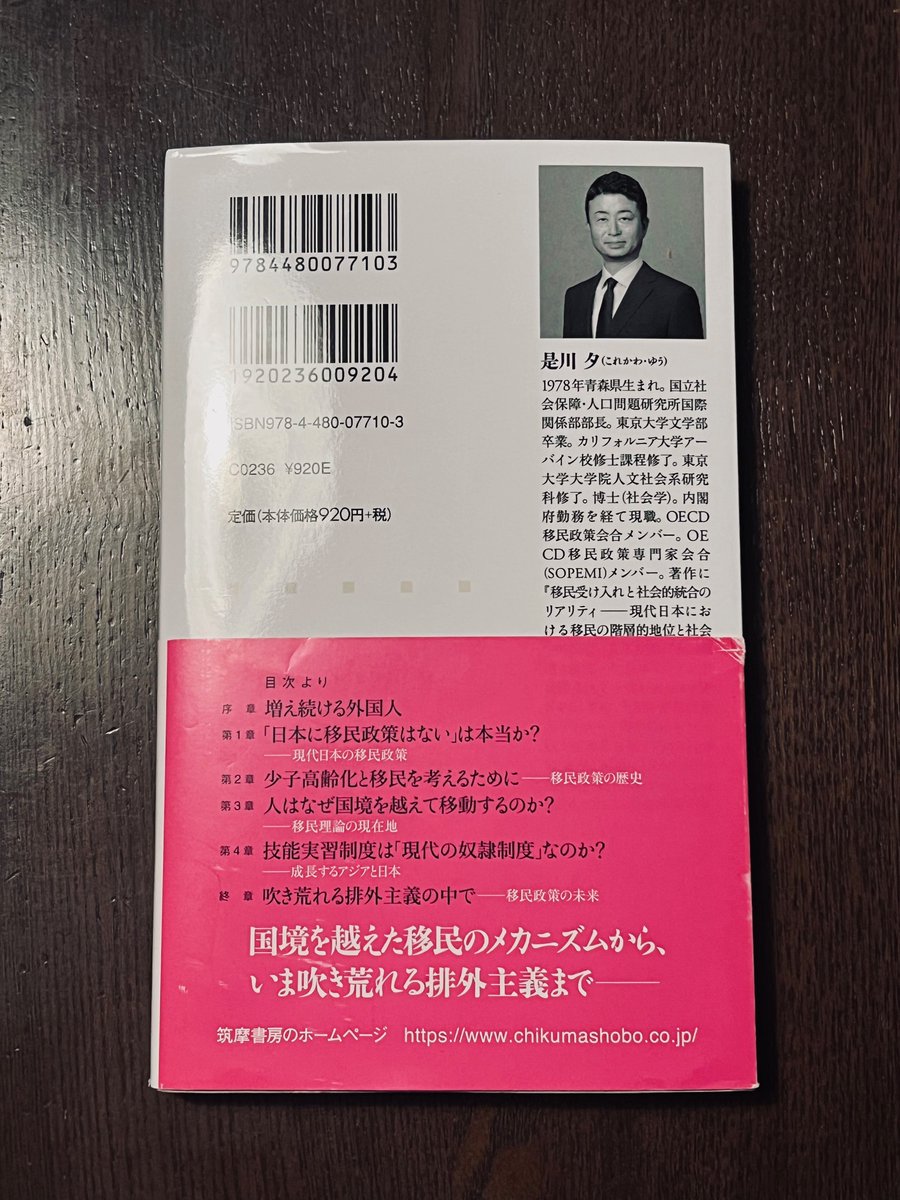 9784480077103
1920236009204
ISBN978-4-480-07710-3
C0236 ¥920E
定価(本体価格920円+税)
是川 夕(これかわ・ゆう)
1978年青森県生まれ。国立社
会保障・人口問題研究所国際
関係部部長。東京大学文学部
卒業。カリフォルニア大学アー
バイン校修士課程修了。東京
大学大学院人文社会系研究
科修了。博士(社会学)。内閣
府勤務を経て現職。OECD
移民政策会合メンバー。OE
CD移民政策専門家会合
(SOPEMI)メンバー。著作に
『移民受け入れと社会的統合の
リアリティ――現代日本にお
ける移民の階層的地位と社会
目次より
序章 増え続ける外国人
第1章 「日本に移民政策はない」は本当か?
――現代日本の移民政策
第2章 少子高齢化と移民を考えるために――移民政策の歴史
第3章 人はなぜ国境を越えて移動するのか?
――移民理論の現在地
第4章 技能実習制度は「現代の奴隷制度」なのか?
――成長するアジアと日本
終章 吹き荒れる排外主義の中で――移民政策の未来
国境を越えた移民のメカニズムから、
いま吹き荒れる排外主義まで――
筑摩書房のホームページ https://www.chikumashobo.co.jp/